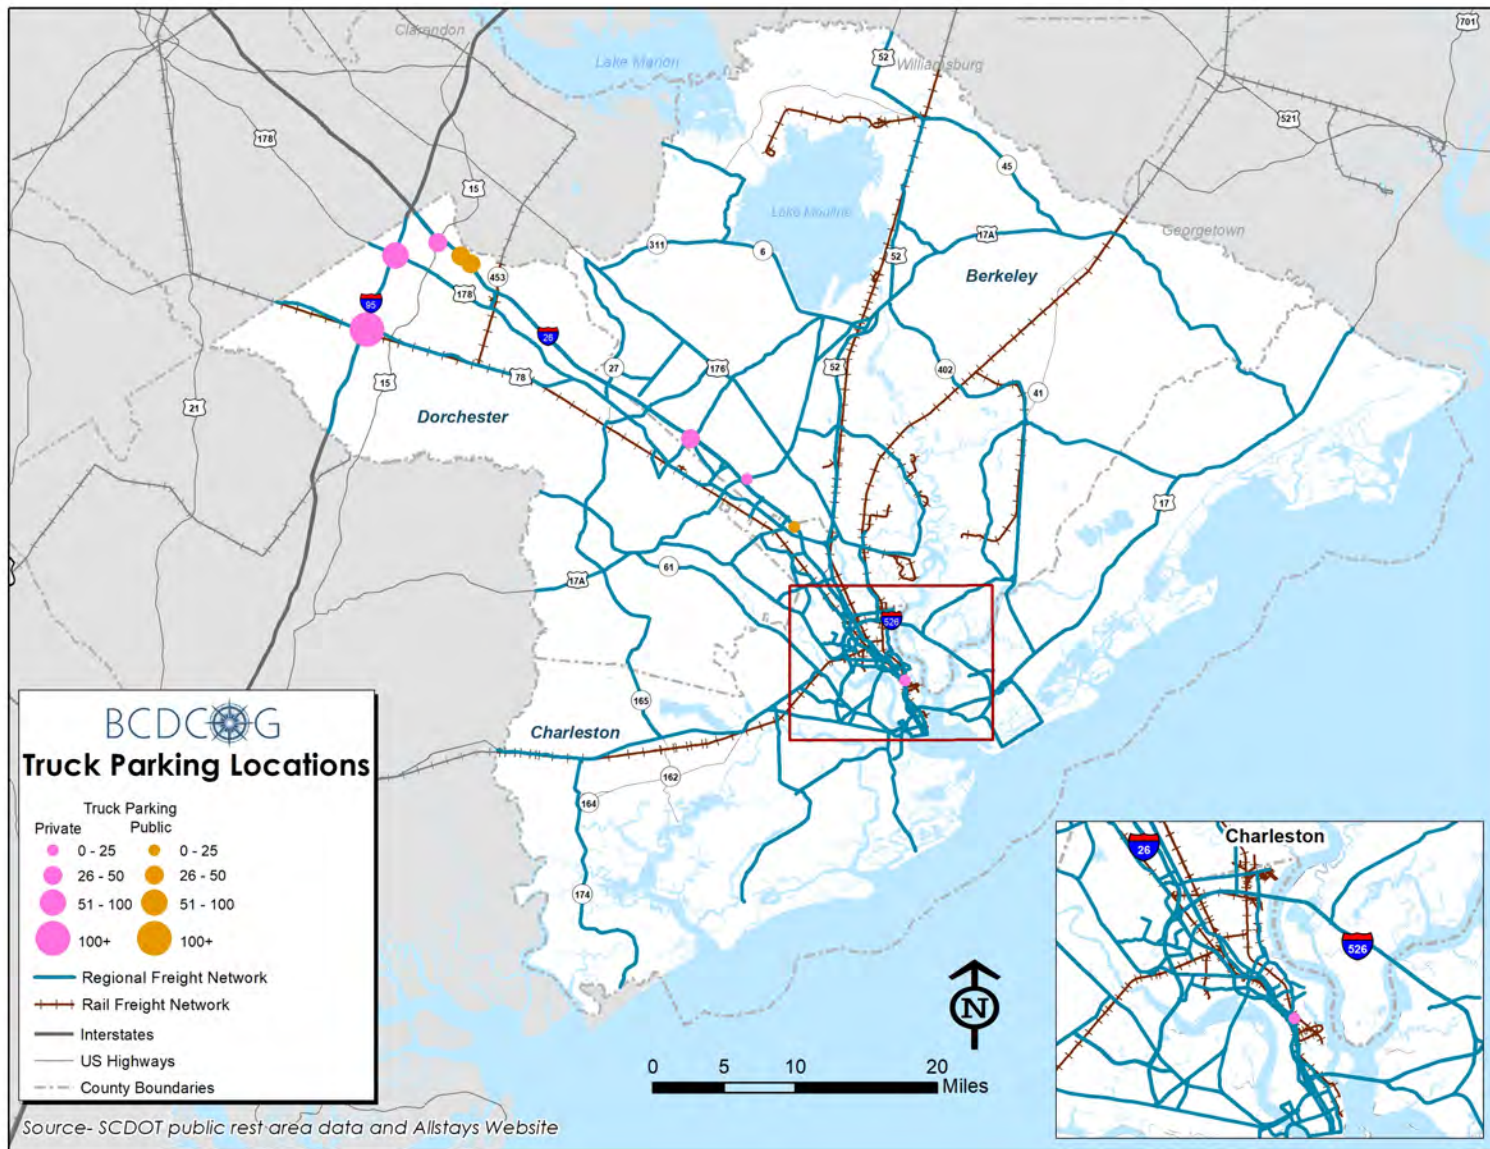 Clarendon
Lake Marion
52
Williamsburg
701
178
521
15
45
Lake Moultrie
17A
Georgetown
311
6
52
Berkeley
453
178
95
26
27
176
52
402
41
78
15
21
Dorchester
17
61
17A
526
165
Charleston
162
164
174
BCDCOG
Truck Parking Locations
Truck Parking
Private Public
0 - 25 0 - 25
26 - 50 26 - 50
51 - 100 51 - 100
100+ 100+
Regional Freight Network
Rail Freight Network
Interstates
US Highways
County Boundaries
Source- SCDOT public rest area data and Allstays Website
N
0 5 10 20
Miles
Charleston
26
526